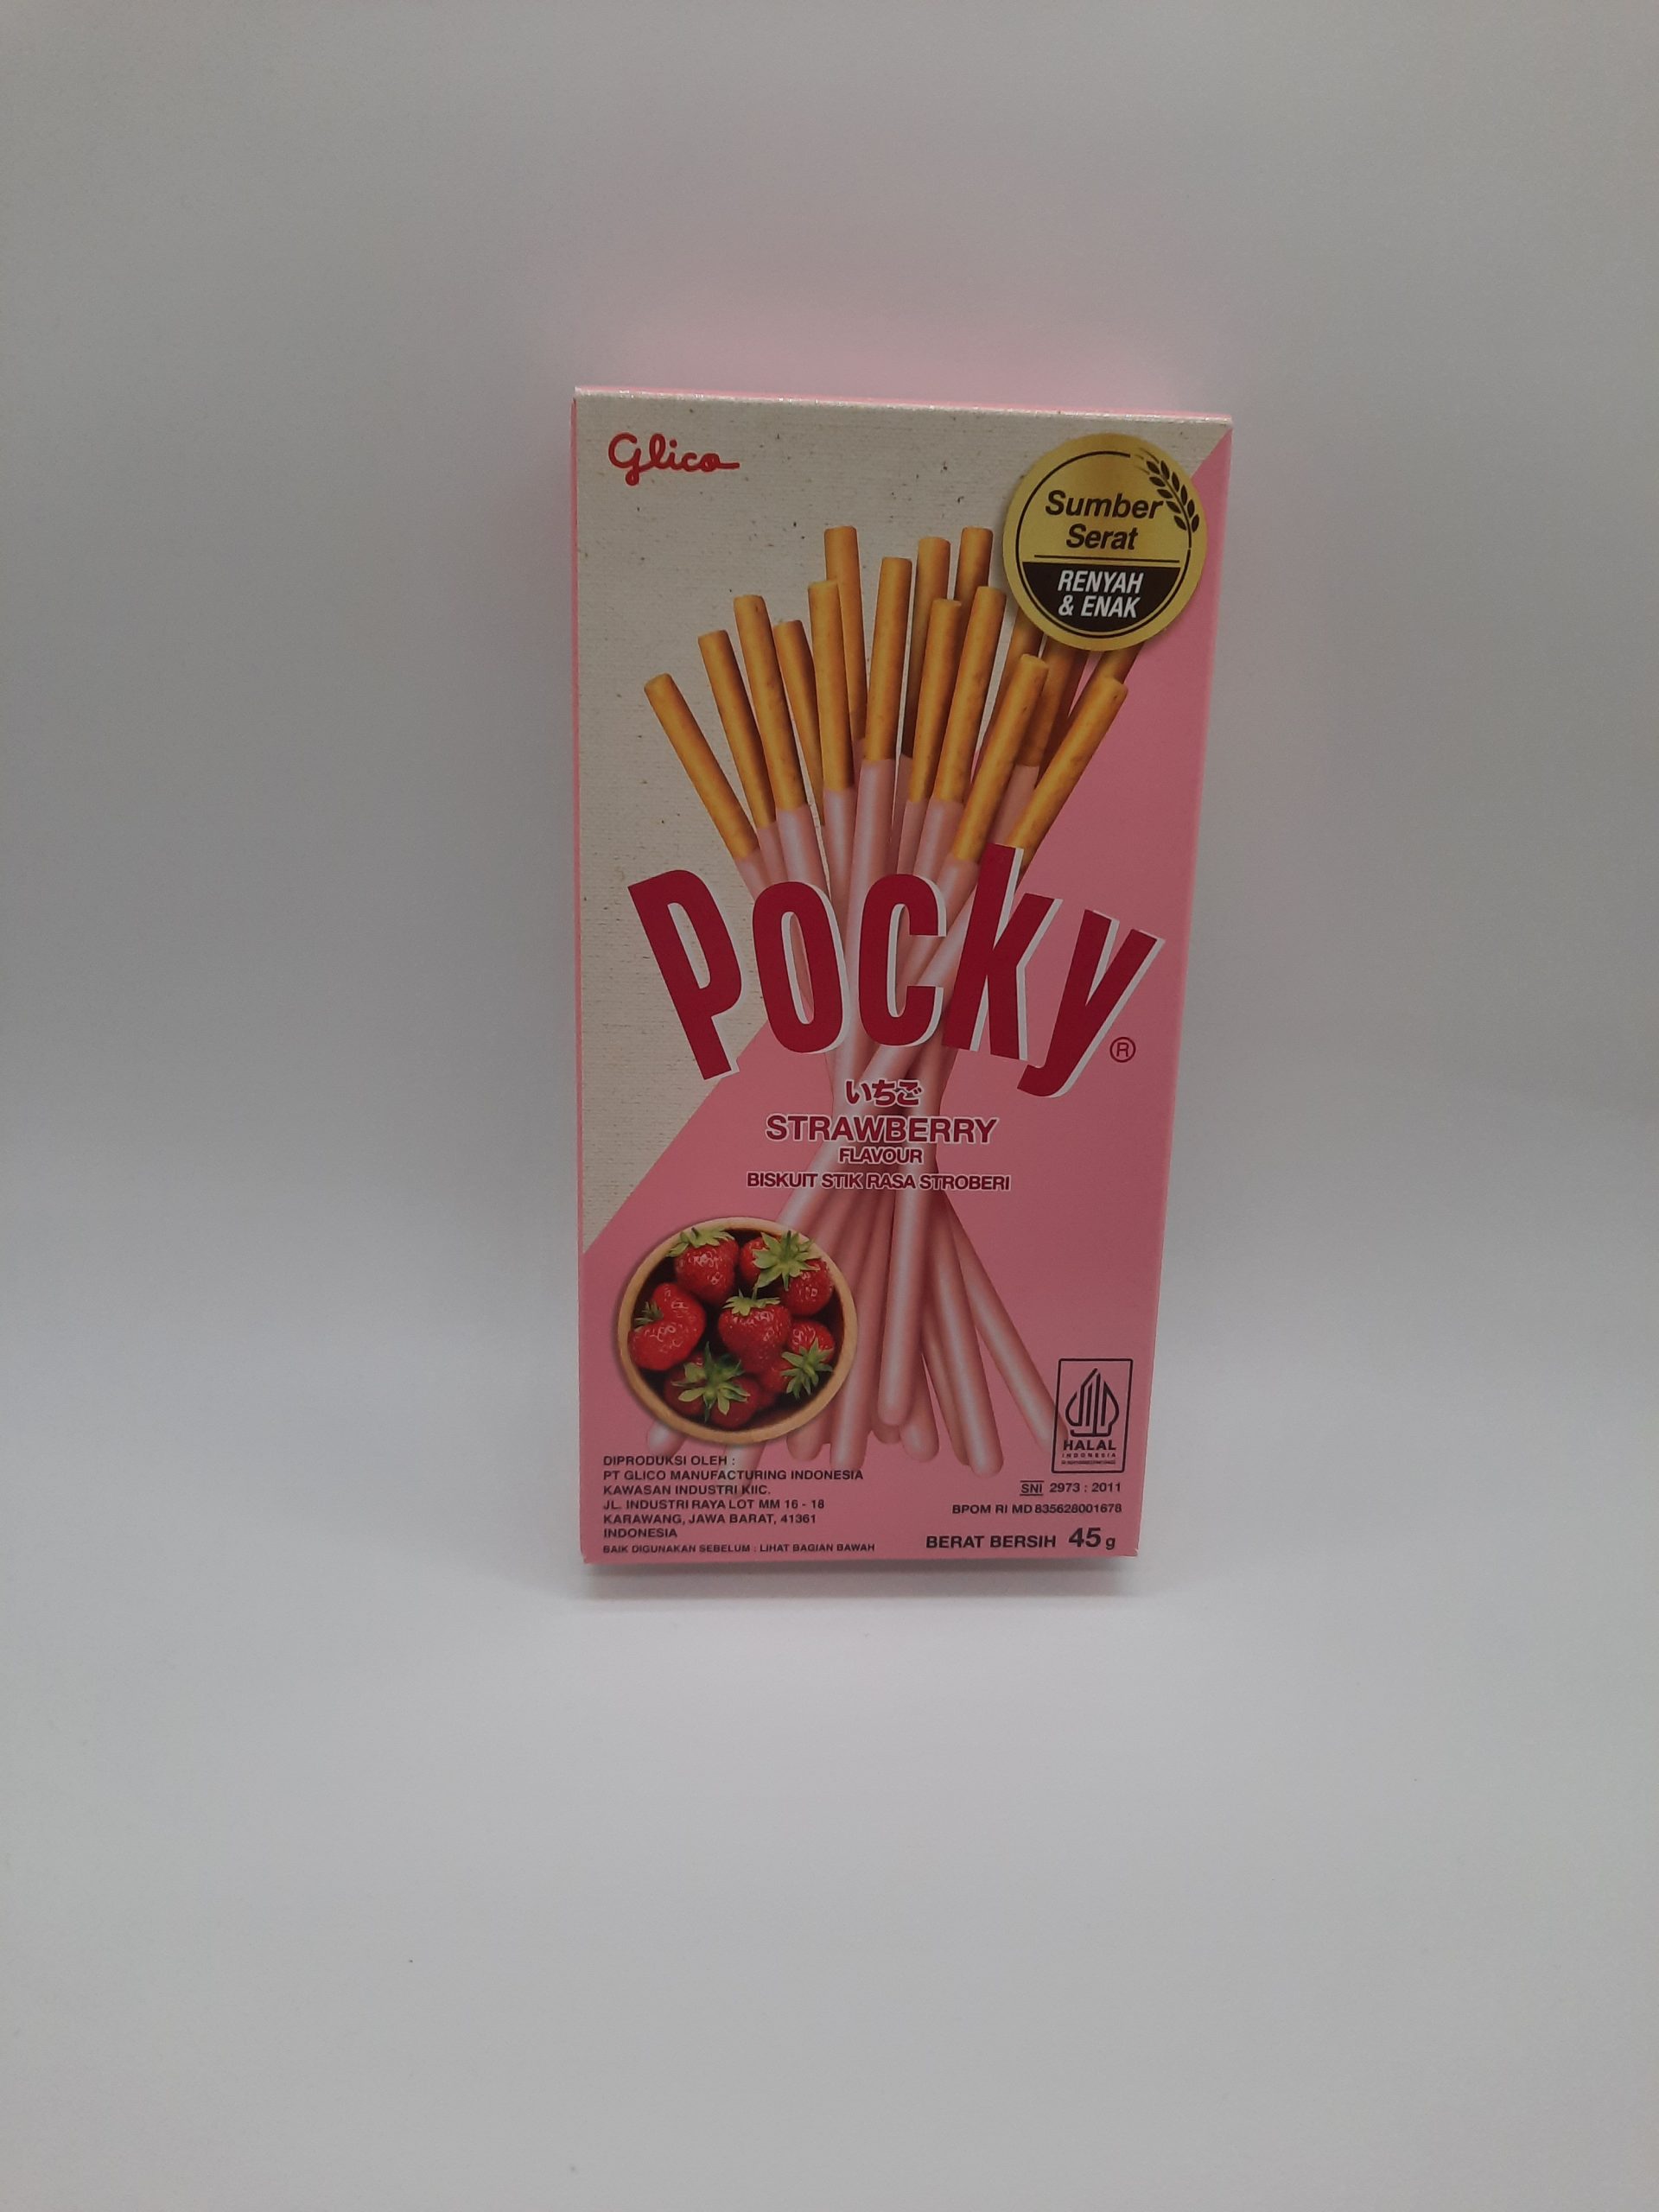 Glico
Sumber
Serat
RENYAH
& ENAK
Pocky®
いちご
STRAWBERRY
FLAVOUR
BISKUIT STIK RASA STROBERI
DIPRODUKSI OLEH :
PT GLICO MANUFACTURING INDONESIA
KAWASAN INDUSTRI KIIC.
JL. INDUSTRI RAYA LOT MM 16 - 18
KARAWANG, JAWA BARAT, 41361
INDONESIA
BAIK DIGUNAKAN SEBELUM : LIHAT BAGIAN BAWAH
HALAL
INDONESIA
SNI 2973 : 2011
BPOM RI MD 835628001678
BERAT BERSIH 45 g